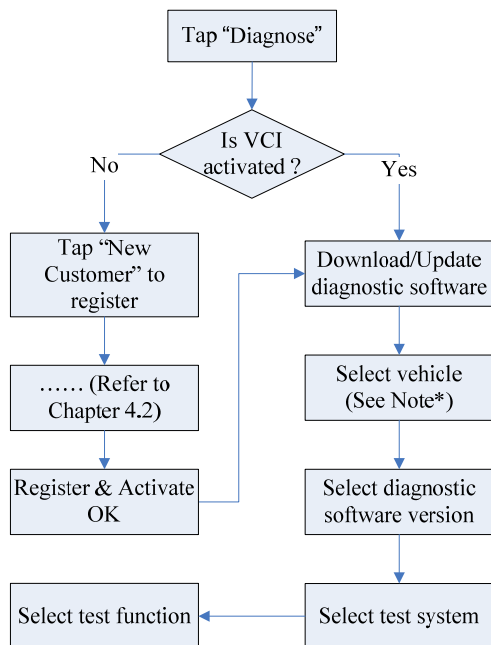 Tap “Diagnose”
Is VCI
activated ?
No
Yes
Tap “New
Customer” to
register
Download/Update
diagnostic software
…… (Refer to
Chapter 4.2)
Select vehicle
(See Note*)
Register & Activate
OK
Select diagnostic
software version
Select test function
Select test system